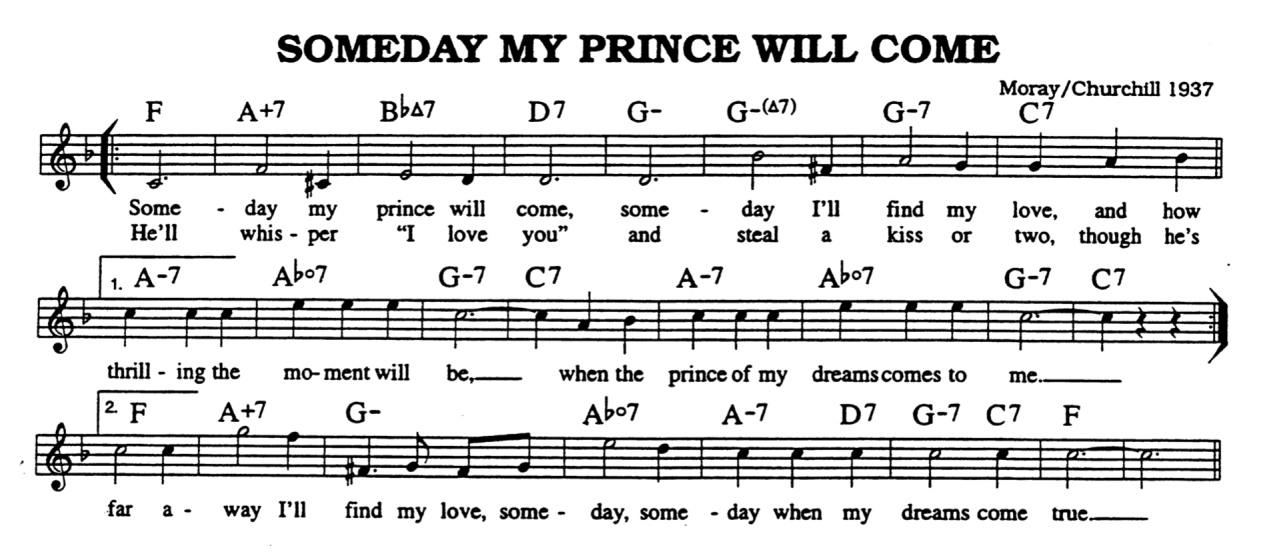 SOMEDAY MY PRINCE WILL COME
Moray/Churchill 1937
F A+7 B♭Δ7 D7 G- G-(Δ7) G-7 C7
Some - day my prince will come, some - day I'll find my love, and how
He'll whis - per “I love you” and steal a kiss or two, though he's
1. A-7 A♭o7 G-7 C7 A-7 A♭o7 G-7 C7
thrill - ing the mo-ment will be, when the prince of my dreams comes to me.
2. F A+7 G- A♭o7 A-7 D7 G-7 C7 F
far a - way I'll find my love, some - day, some - day when my dreams come true.